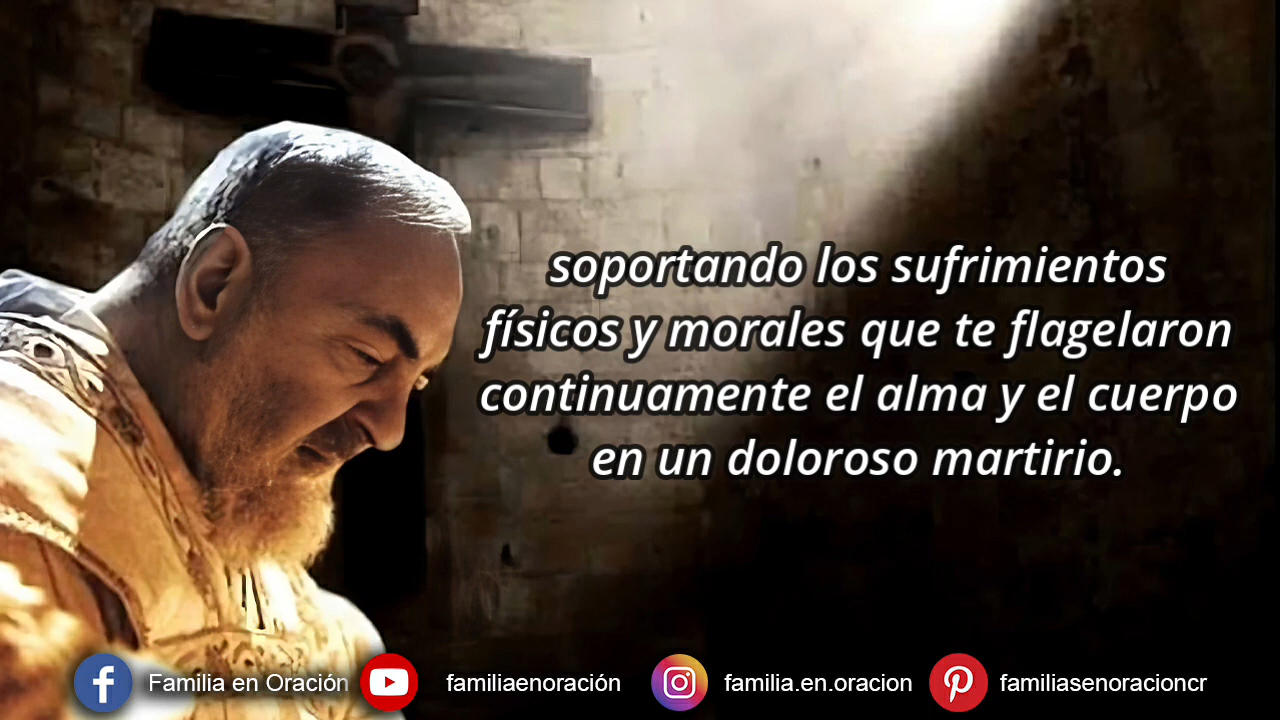 soportando los sufrimientos
físicos y morales que te flagelaron
continuamente el alma y el cuerpo
en un doloroso martirio.
Familia en Oración familiaenoración familia.en.oracion familiasenoracioncr